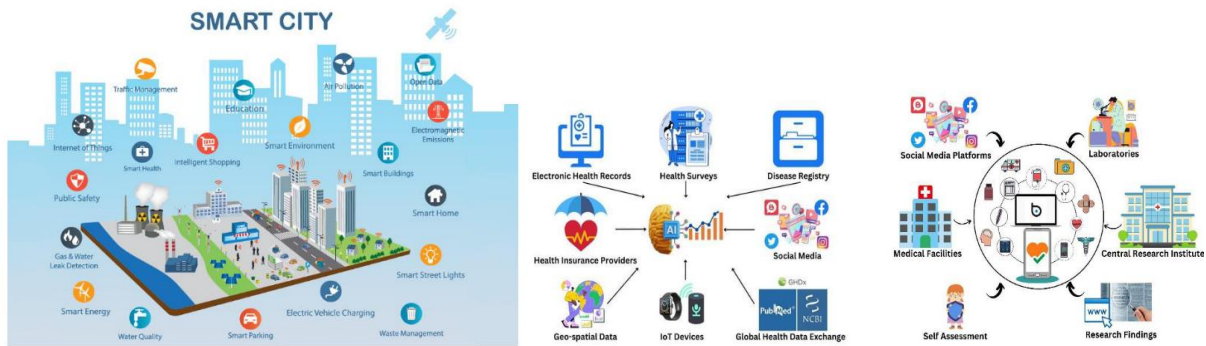 SMART CITY
Traffic Management
Education
Air Pollution
Open Data
Internet of Things
Smart Health
Intelligent Shopping
Smart Environment
Electromagnetic
Emissions
Smart Buildings
Public Safety
Smart Home
Gas & Water
Leak Detection
Smart Street Lights
Smart Energy
Water Quality
Smart Parking
Electric Vehicle Charging
Waste Management
Electronic Health Records
Health Surveys
Disease Registry
AI
Health Insurance Providers
Social Media
GHDx
PubMed
NCBI
Geo-spatial Data
IoT Devices
Global Health Data Exchange
Social Media Platforms
Laboratories
Medical Facilities
Central Research Institute
Self Assessment
www
Research Findings